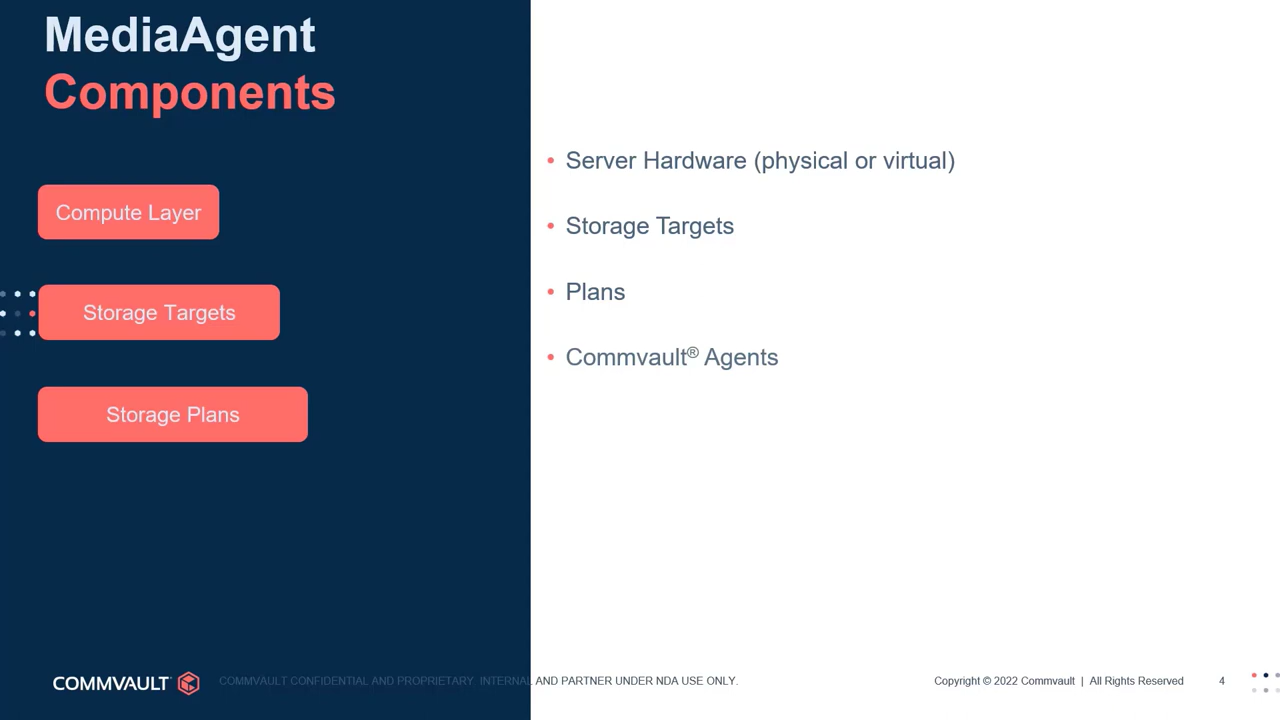 MediaAgent
Components
Compute Layer
Storage Targets
Storage Plans
• Server Hardware (physical or virtual)
• Storage Targets
• Plans
• Commvault® Agents
COMMVAULT
COMMVAULT CONFIDENTIAL AND PROPRIETARY. INTERNAL AND PARTNER UNDER NDA USE ONLY.
Copyright © 2022 Commvault | All Rights Reserved
4